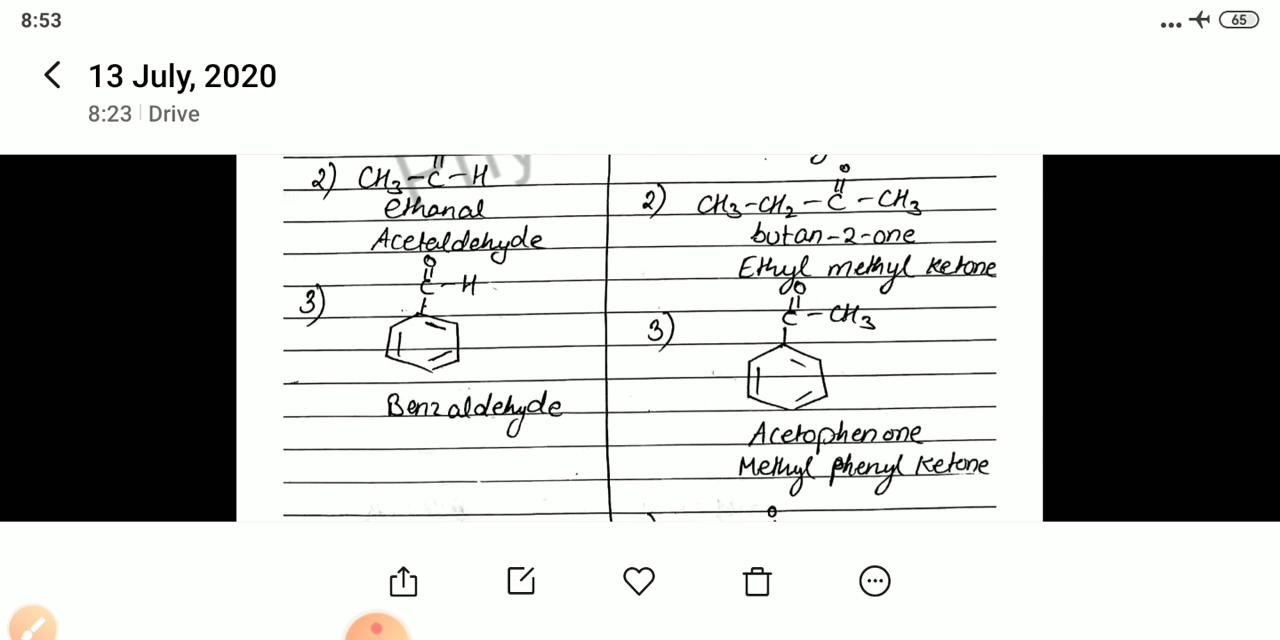 8:53
65
13 July, 2020
8:23 | Drive
2) CH3-C-H
ethanal
Acetaldehyde
O
3) C-H
Benzaldehyde
O
2) CH3-CH2-C-CH3
butan-2-one
Ethyl methyl ketone
O
3) C-CH3
Acetophenone
Methyl phenyl ketone
O